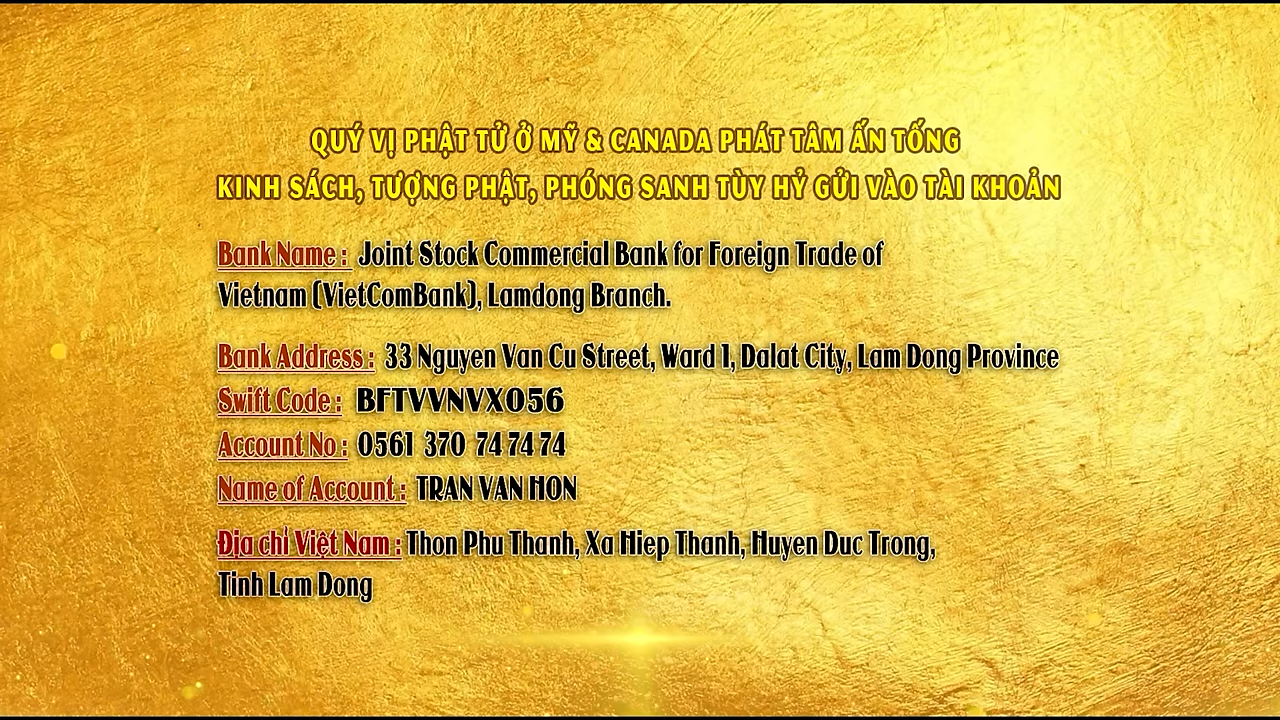 QUÝ VỊ PHẬT TỬ Ở MỸ & CANADA PHÁT TÂM ẤN TỐNG
KINH SÁCH, TƯỢNG PHẬT, PHÓNG SANH TÙY HỶ GỬI VÀO TÀI KHOẢN
Bank Name : Joint Stock Commercial Bank for Foreign Trade of
Vietnam (VietComBank), Lamdong Branch.
Bank Address : 33 Nguyen Van Cu Street, Ward 1, Dalat City, Lam Dong Province
Swift Code : BFTVVNVX056
Account No : 0561 370 74 74 74
Name of Account : TRAN VAN HON
Địa chỉ Việt Nam : Thon Phu Thanh, Xa Hiep Thanh, Huyen Duc Trong,
Tinh Lam Dong